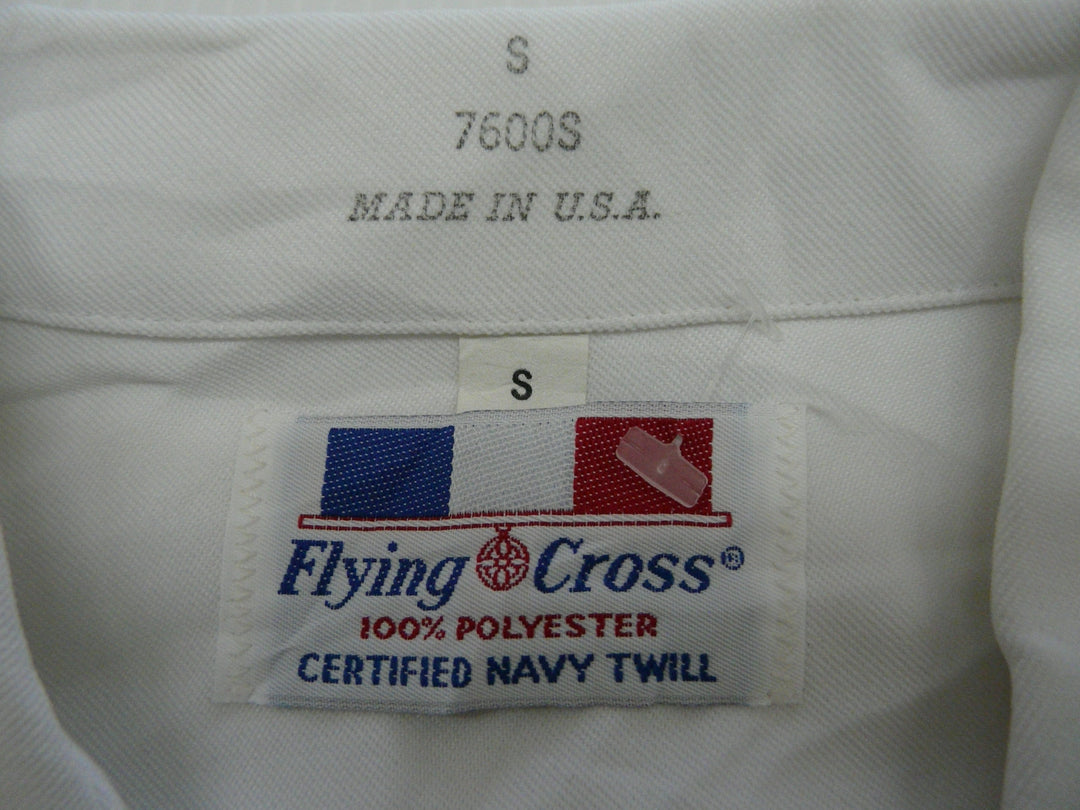 S
7600S
MADE IN U.S.A.
S
Flying Cross®
100% POLYESTER
CERTIFIED NAVY TWILL